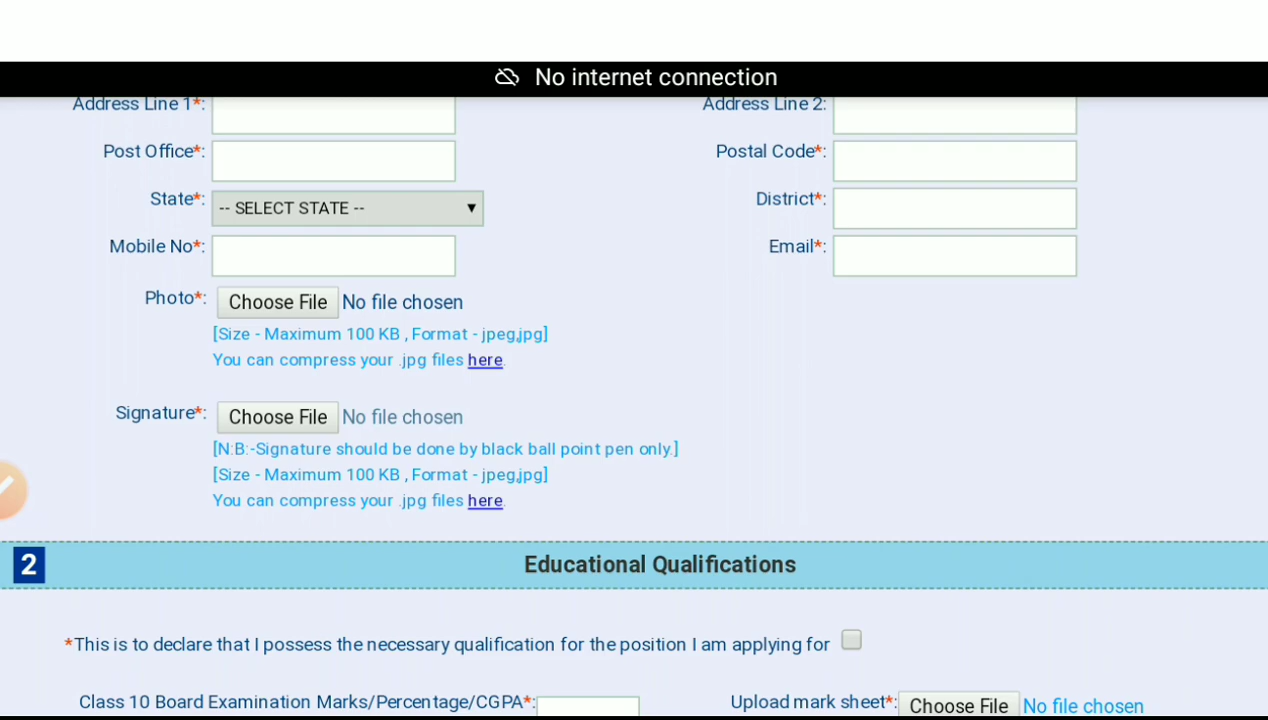 No internet connection
Address Line 1*: Address Line 2:
Post Office*: Postal Code*:
State*: -- SELECT STATE -- ▼ District*:
Mobile No*: Email*:
Photo*: Choose File No file chosen
[Size - Maximum 100 KB , Format - jpeg,jpg]
You can compress your .jpg files here.
Signature*: Choose File No file chosen
[N:B:-Signature should be done by black ball point pen only.]
[Size - Maximum 100 KB , Format - jpeg,jpg]
You can compress your .jpg files here.
2 Educational Qualifications
*This is to declare that I possess the necessary qualification for the position I am applying for
Class 10 Board Examination Marks/Percentage/CGPA*: Upload mark sheet*: Choose File No file chosen